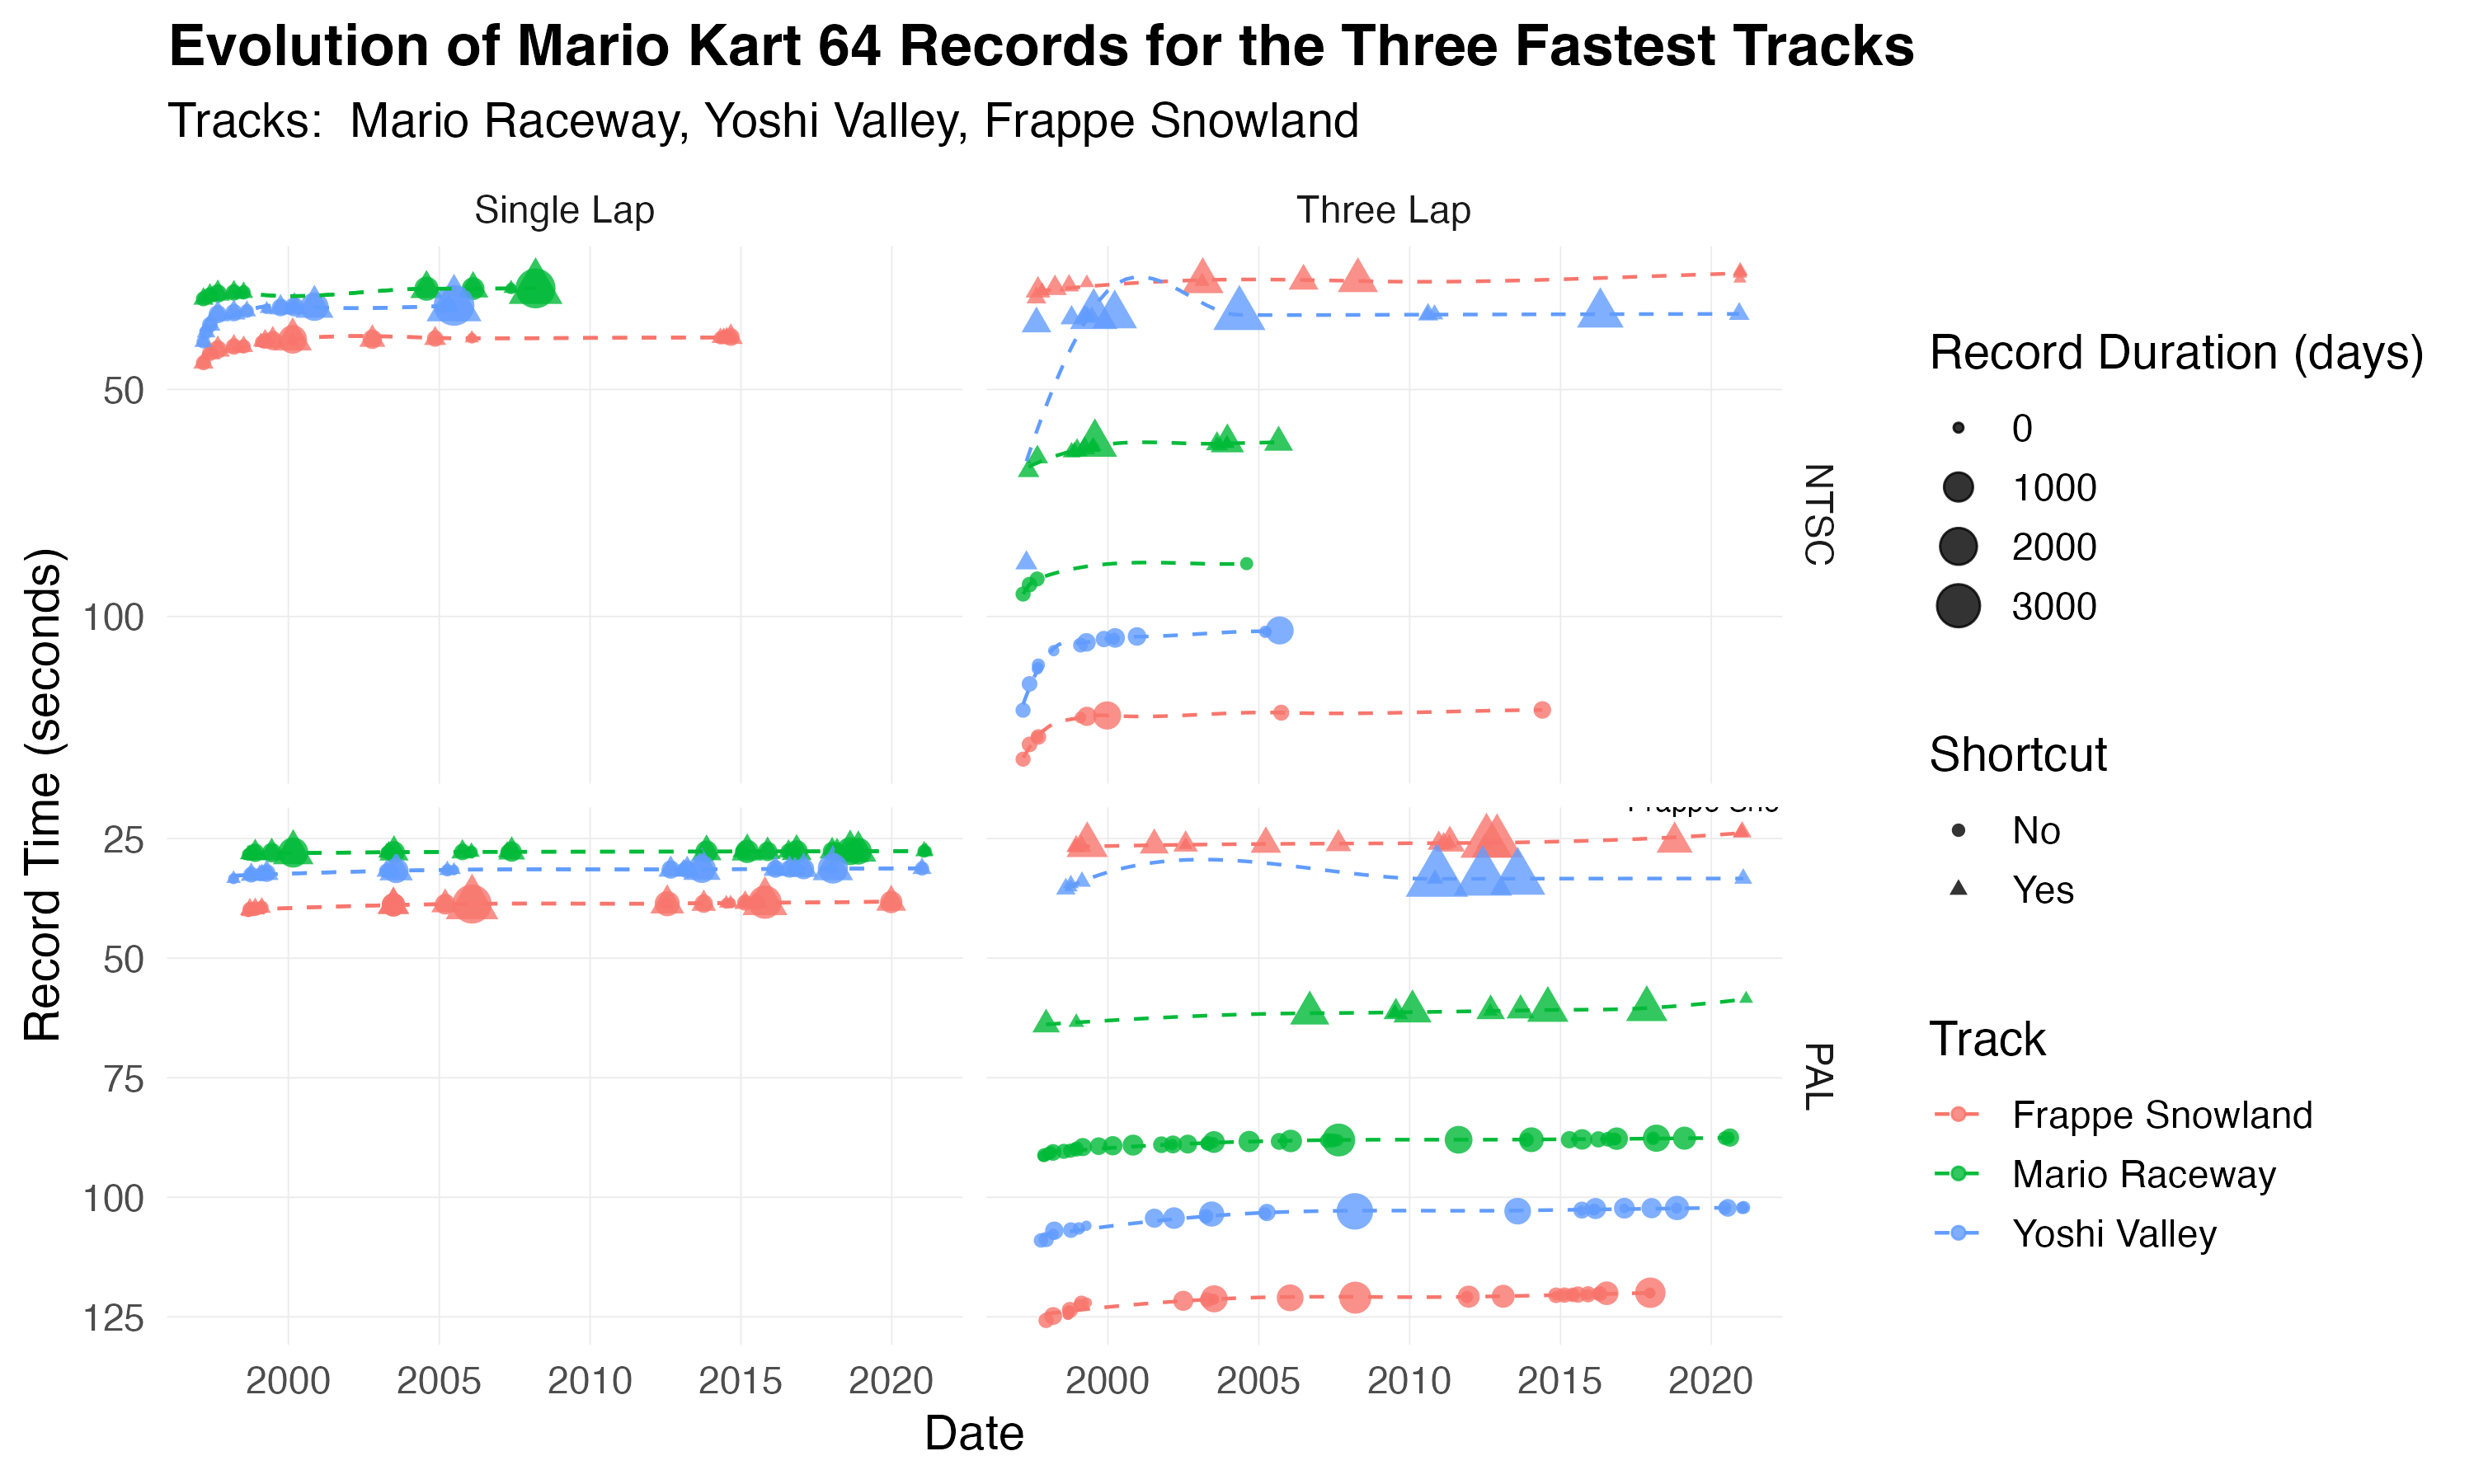 Evolution of Mario Kart 64 Records for the Three Fastest Tracks
Tracks:  Mario Raceway, Yoshi Valley, Frappe Snowland
Single Lap
Three Lap
Record Time (seconds)
50
100
NTSC
Frappe Sno
25
50
75
100
125
PAL
2000 2005 2010 2015 2020
2000 2005 2010 2015 2020
Date
Record Duration (days)
0
1000
2000
3000
Shortcut
No
Yes
Track
Frappe Snowland
Mario Raceway
Yoshi Valley